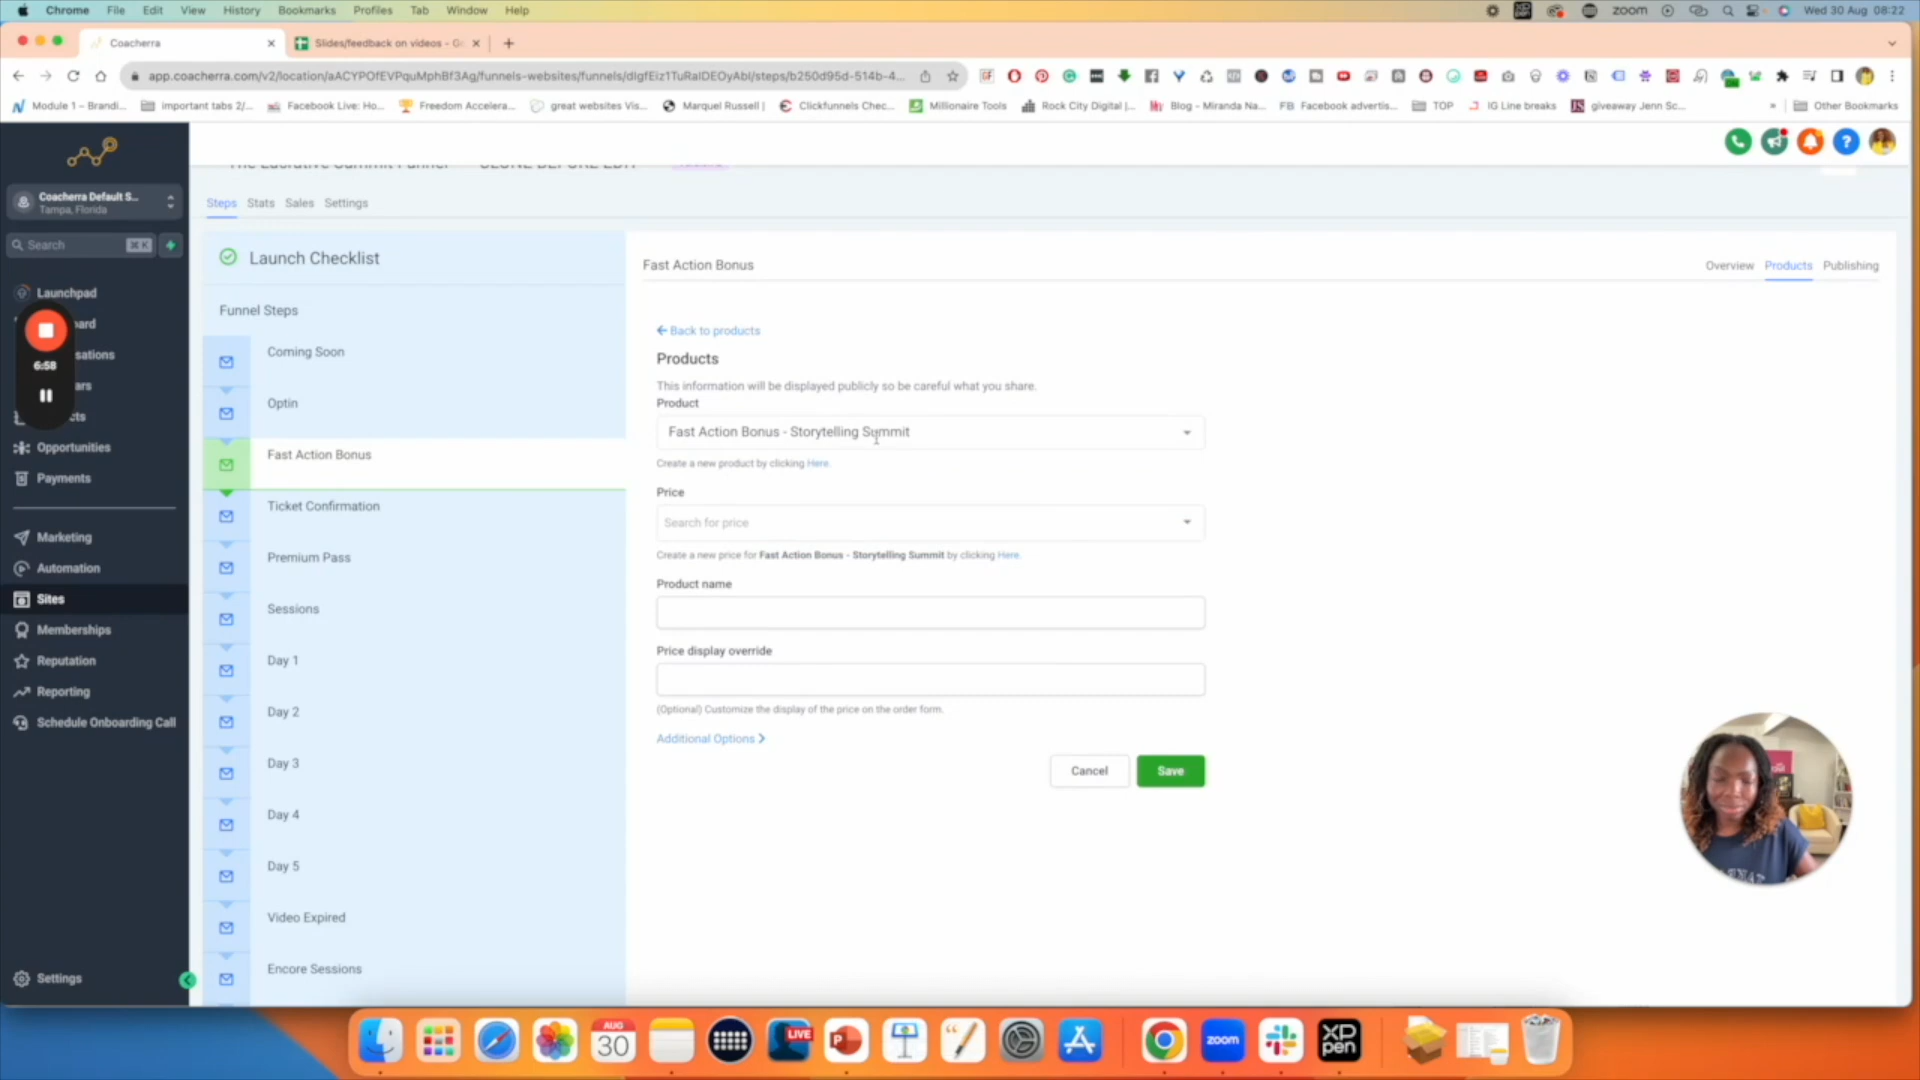 Chrome File Edit View History Bookmarks Profiles Tab Window Help zoom Wed 30 Aug 08:22
Coacherra
Slides/feedback on videos - G
app.coacherra.com/v2/location/aACYPOfEVPquMphBf3Ag/funnels-websites/funnels/dIgfEiz1TuRaIDEOyAbI/steps/b250d95d-514b-4...
Module 1 – Brandi... important tabs 2/... Facebook Live: Ho... Freedom Accelera... great websites Vis... Marquel Russell | Clickfunnels Chec... Millionaire Tools Rock City Digital |... Blog - Miranda Na... FB Facebook advertis... TOP IG Line breaks giveaway Jenn Sc... » Other Bookmarks
Coacherra Default S...
Tampa, Florida
Search ⌘ K
Launchpad
6:58
Opportunities
Payments
Marketing
Automation
Sites
Memberships
Reputation
Reporting
Schedule Onboarding Call
Settings
The Lucrative Summit Funnel CLONE BEFORE EDIT
Steps Stats Sales Settings
Launch Checklist
Funnel Steps
Coming Soon
Optin
Fast Action Bonus
Ticket Confirmation
Premium Pass
Sessions
Day 1
Day 2
Day 3
Day 4
Day 5
Video Expired
Encore Sessions
Fast Action Bonus
Overview Products Publishing
Back to products
Products
This information will be displayed publicly so be careful what you share.
Product
Fast Action Bonus - Storytelling Summit
Create a new product by clicking Here.
Price
Search for price
Create a new price for Fast Action Bonus - Storytelling Summit by clicking Here.
Product name
Price display override
(Optional) Customize the display of the price on the order form.
Additional Options
Cancel Save
AUG
30
LIVE
zoom
XP
pen